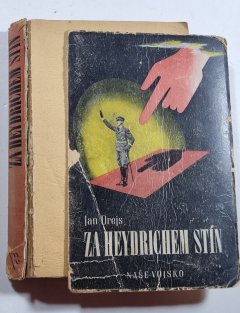 ZA HEYDRICHEM STÍN
Jan Drejs
ZA HEYDRICHEM STÍN
NAŠE VOJSKO